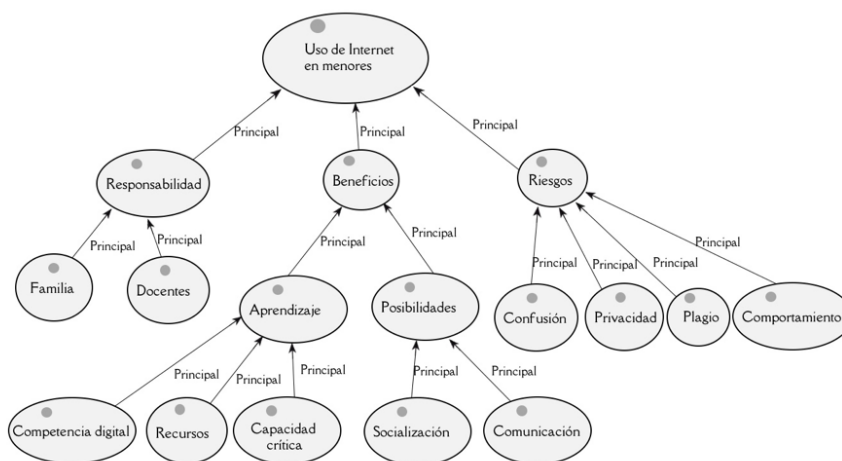 Uso de Internet
en menores
Principal
Principal
Principal
Responsabilidad
Beneficios
Riesgos
Principal
Principal
Principal
Principal
Principal
Principal
Principal
Principal
Familia
Docentes
Aprendizaje
Posibilidades
Confusión
Privacidad
Plagio
Comportamiento
Principal
Principal
Principal
Principal
Principal
Competencia digital
Recursos
Capacidad
crítica
Socialización
Comunicación